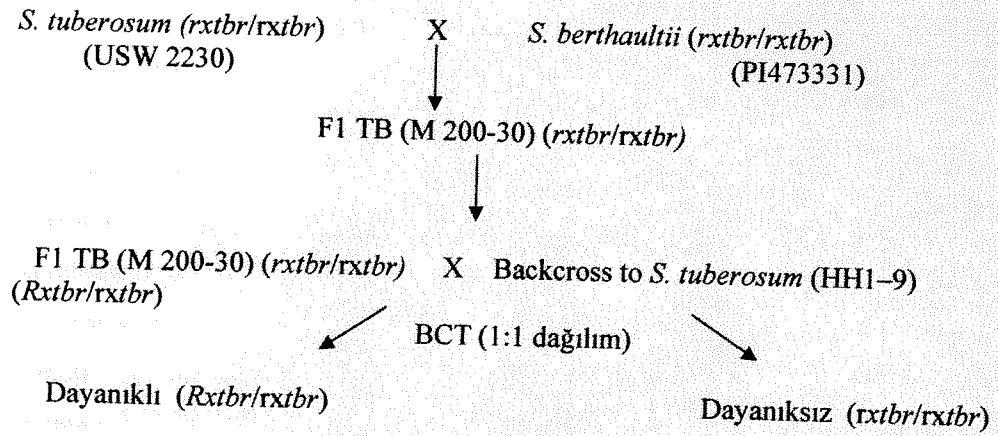 S. tuberosum (rxtbr/rxtbr) X S. berthaultii (rxtbr/rxtbr)
(USW 2230) (PI473331)
F1 TB (M 200-30) (rxtbr/rxtbr)
F1 TB (M 200-30) (rxtbr/rxtbr) X Backcross to S. tuberosum (HH1–9)
(Rxtbr/rxtbr)
BCT (1:1 dağılım)
Dayanıklı (Rxtbr/rxtbr) Dayanıksız (rxtbr/rxtbr)